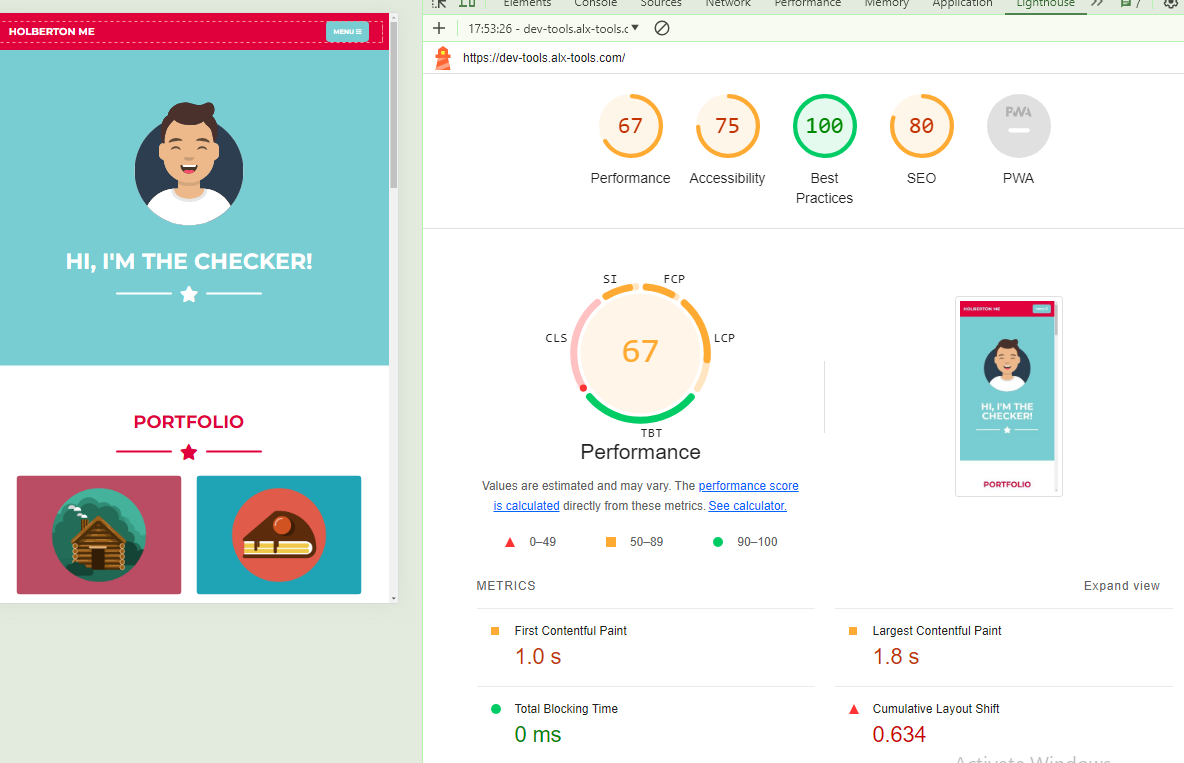 HOLBERTON ME
MENU
HI, I'M THE CHECKER!
PORTFOLIO
Elements Console Sources Network Performance Memory Application Lighthouse 7
17:53:26 - dev-tools.alx-tools.c
https://dev-tools.alx-tools.com/
67 75 100 80 PWA
Performance Accessibility Best Practices SEO PWA
SI FCP
CLS LCP
67
TBT
Performance
Values are estimated and may vary. The performance score
is calculated directly from these metrics. See calculator.
0–49 50–89 90–100
HOLBERTON ME
HI, I'M THE
CHECKER!
PORTFOLIO
METRICS Expand view
First Contentful Paint
1.0 s
Largest Contentful Paint
1.8 s
Total Blocking Time
0 ms
Cumulative Layout Shift
0.634
Activate Windows